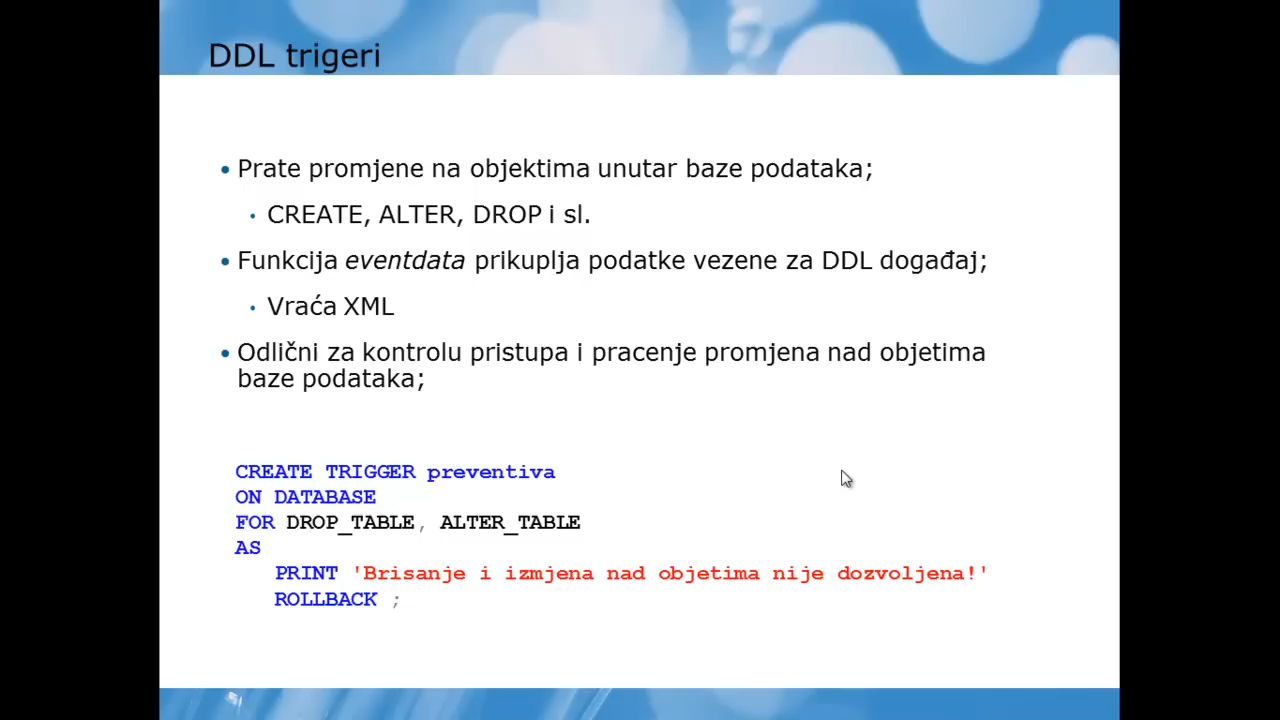 DDL trigeri
• Prate promjene na objektima unutar baze podataka;
• CREATE, ALTER, DROP i sl.
• Funkcija eventdata prikuplja podatke vezene za DDL događaj;
• Vraća XML
• Odlični za kontrolu pristupa i pracenje promjena nad objetima
baze podataka;
CREATE TRIGGER preventiva
ON DATABASE
FOR DROP_TABLE, ALTER_TABLE
AS
PRINT 'Brisanje i izmjena nad objetima nije dozvoljena!'
ROLLBACK ;